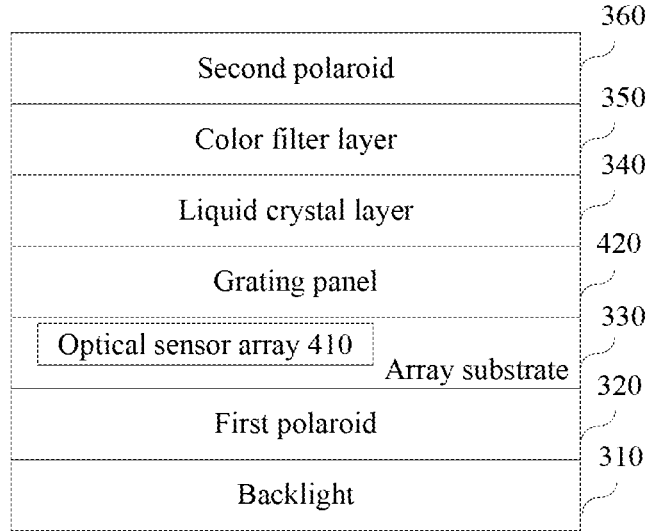 360
Second polaroid
350
Color filter layer
340
Liquid crystal layer
420
Grating panel
330
Optical sensor array 410
Array substrate
320
First polaroid
310
Backlight